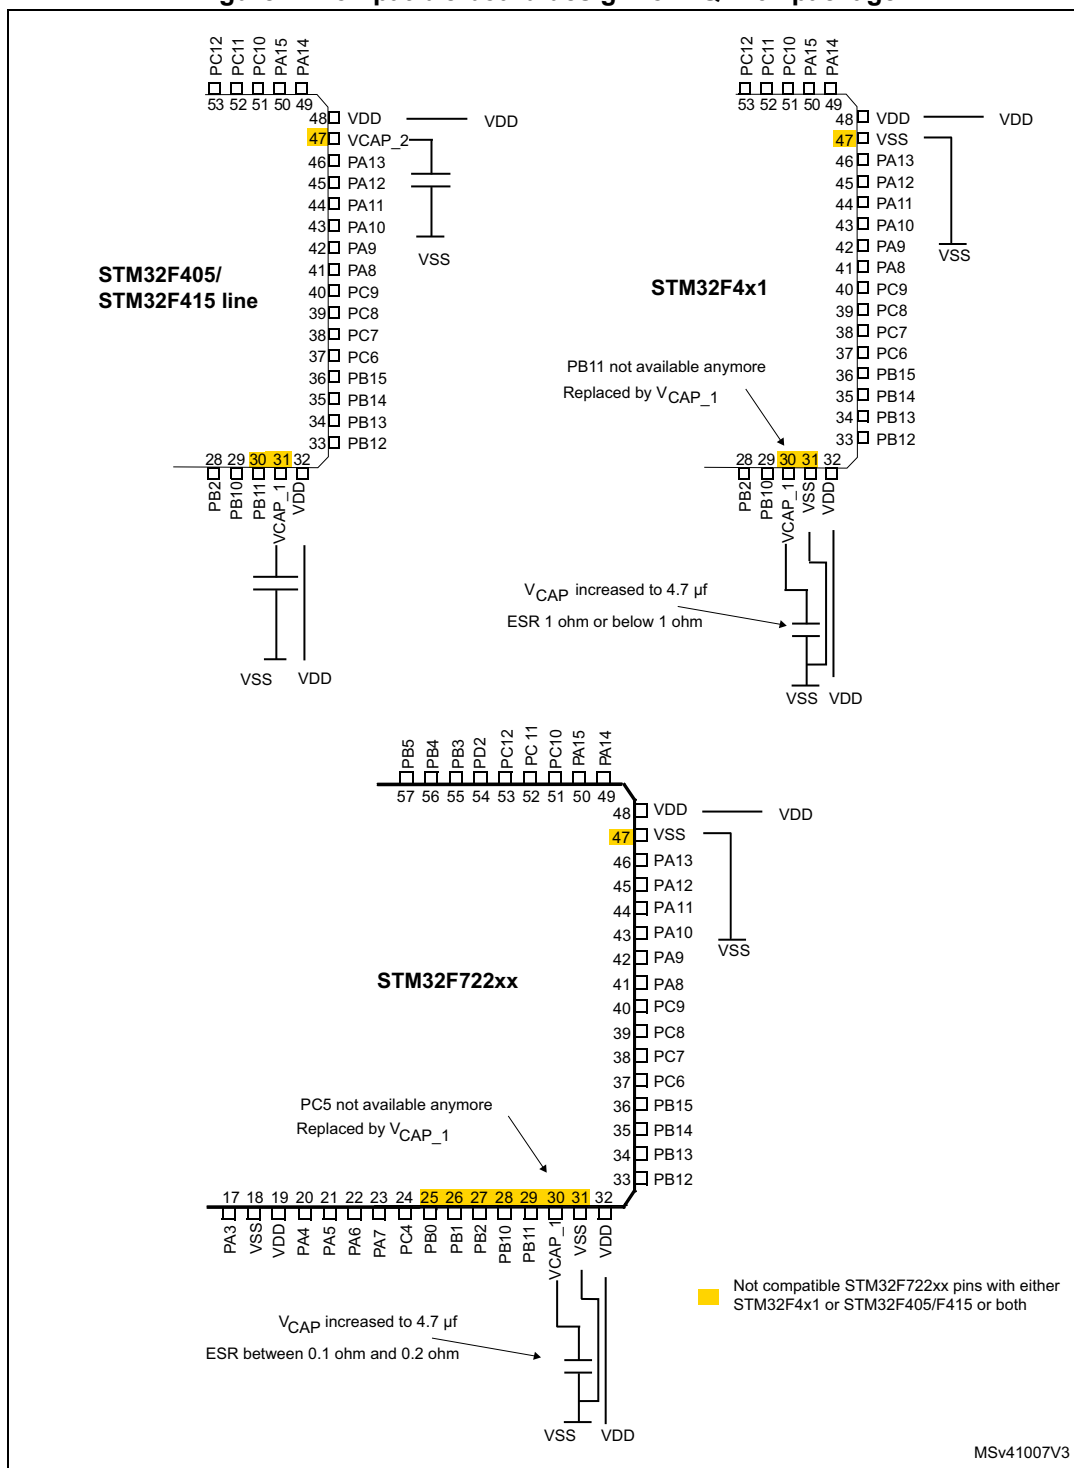 PC12
PC11
PC10
PA15
PA14
53 52 51 50 49
48 VDD VDD
47 VCAP_2
46 PA13
45 PA12
44 PA11
43 PA10
42 PA9
41 PA8
40 PC9
39 PC8
38 PC7
37 PC6
36 PB15
35 PB14
34 PB13
33 PB12
VSS
STM32F405/
STM32F415 line
28 29 30 31 32
PB2
PB10
PB11
VCAP_1
VDD
VSS VDD
PC12
PC11
PC10
PA15
PA14
53 52 51 50 49
48 VDD VDD
47 VSS
46 PA13
45 PA12
44 PA11
43 PA10
42 PA9
41 PA8
40 PC9
39 PC8
38 PC7
37 PC6
36 PB15
35 PB14
34 PB13
33 PB12
VSS
STM32F4x1
PB11 not available anymore
Replaced by VCAP_1
28 29 30 31 32
PB2
PB10
VCAP_1
VSS
VDD
VCAP increased to 4.7 µf
ESR 1 ohm or below 1 ohm
VSS VDD
PB5
PB4
PB3
PD2
PC12
PC 11
PC10
PA15
PA14
57 56 55 54 53 52 51 50 49
48 VDD VDD
47 VSS
46 PA13
45 PA12
44 PA11
43 PA10
42 PA9
41 PA8
40 PC9
39 PC8
38 PC7
37 PC6
36 PB15
35 PB14
34 PB13
33 PB12
VSS
STM32F722xx
PC5 not available anymore
Replaced by VCAP_1
17 18 19 20 21 22 23 24 25 26 27 28 29 30 31 32
PA3
VSS
VDD
PA4
PA5
PA6
PA7
PC4
PB0
PB1
PB2
PB10
PB11
VCAP_1
VSS
VDD
VCAP increased to 4.7 µf
ESR between 0.1 ohm and 0.2 ohm
VSS VDD
Not compatible STM32F722xx pins with either
STM32F4x1 or STM32F405/F415 or both
MSv41007V3